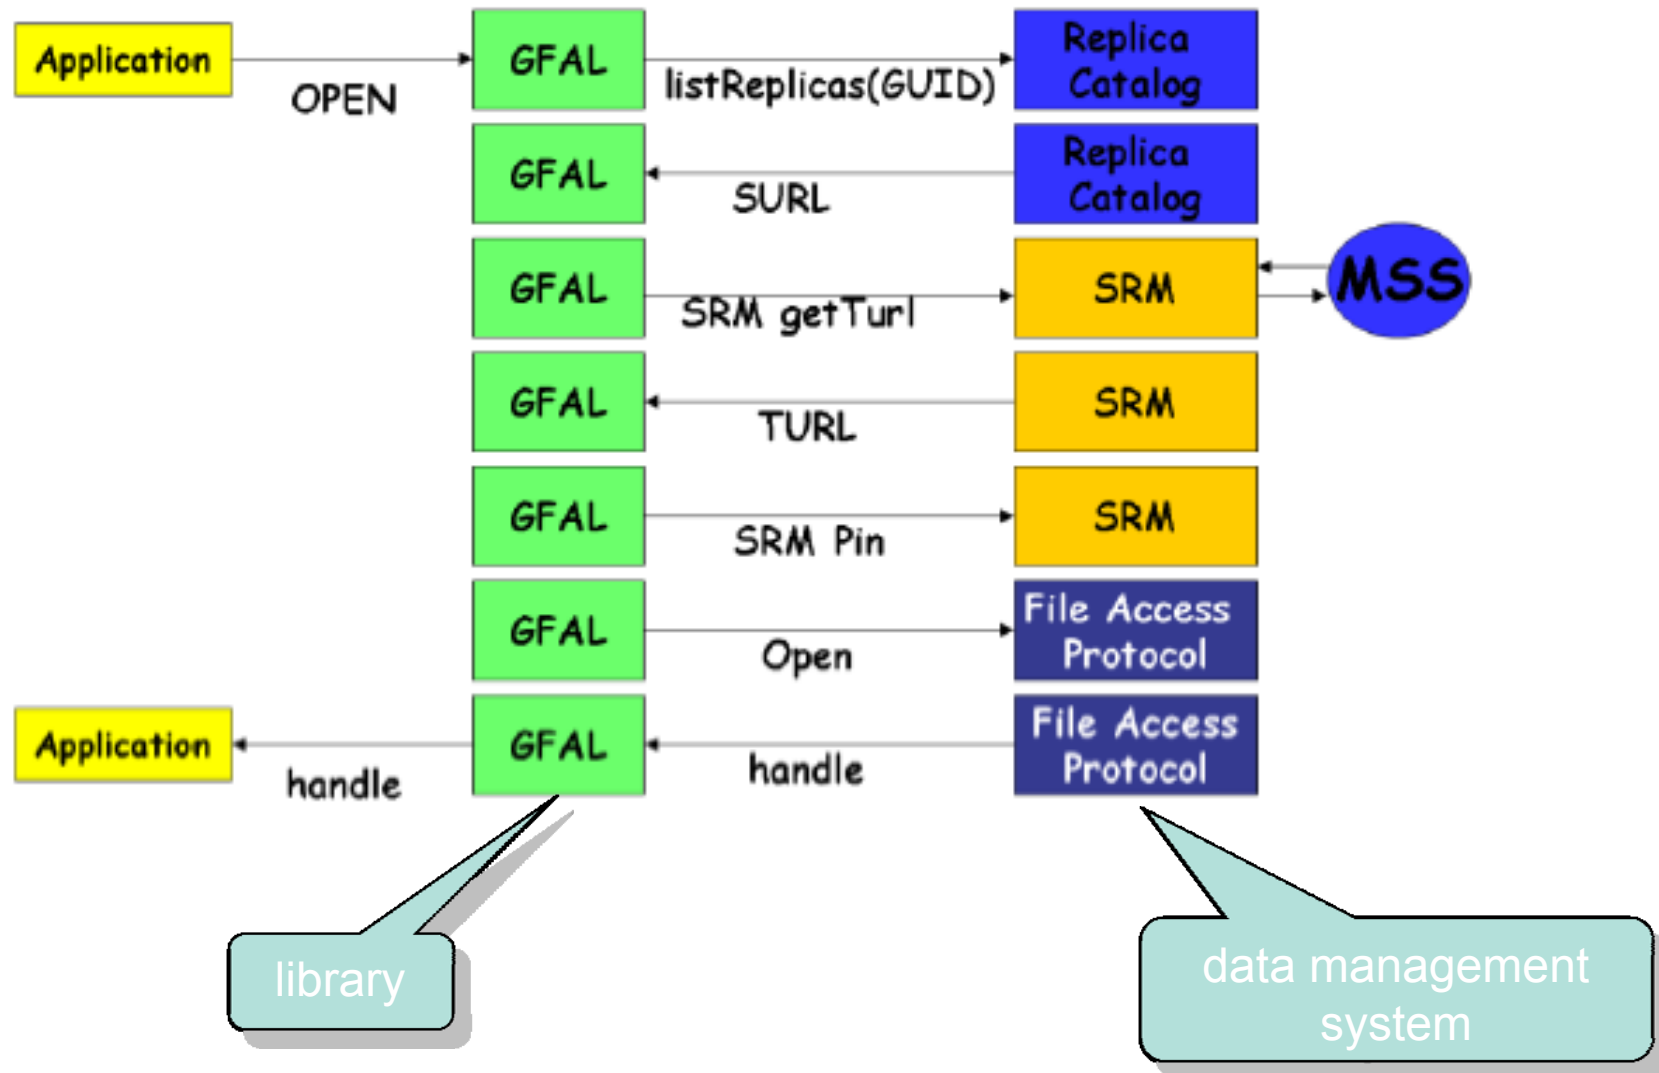 Application
OPEN
GFAL
listReplicas(GUID)
Replica
Catalog
GFAL
SURL
Replica
Catalog
GFAL
SRM getTurl
SRM
MSS
GFAL
TURL
SRM
GFAL
SRM Pin
SRM
GFAL
Open
File Access
Protocol
Application
handle
GFAL
handle
File Access
Protocol
library
data management
system